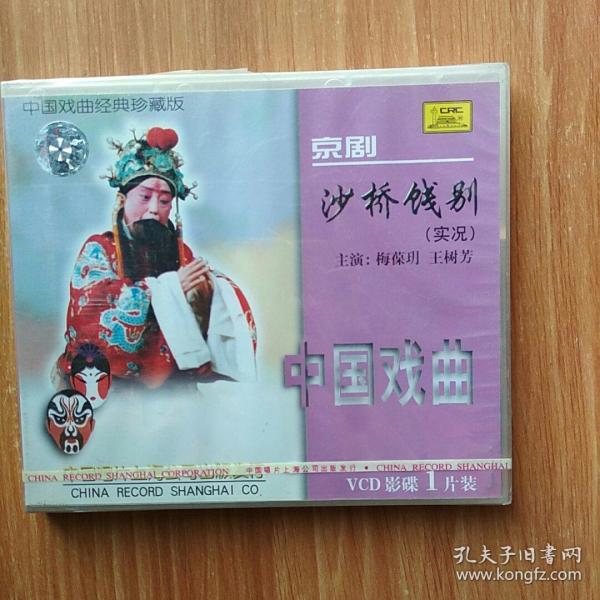 中国戏曲经典珍藏版
CRC
京剧
沙桥饯别
(实况)
主演:梅葆玥 王树芳
中国戏曲
CHINA RECORD SHANGHAI CORPORATION
中国唱片上海公司出版发行 • CHINA RECORD SHANGHAI
CHINA RECORD SHANGHAI CO.
VCD影碟1片装
孔夫子旧书网
www.kongfz.com